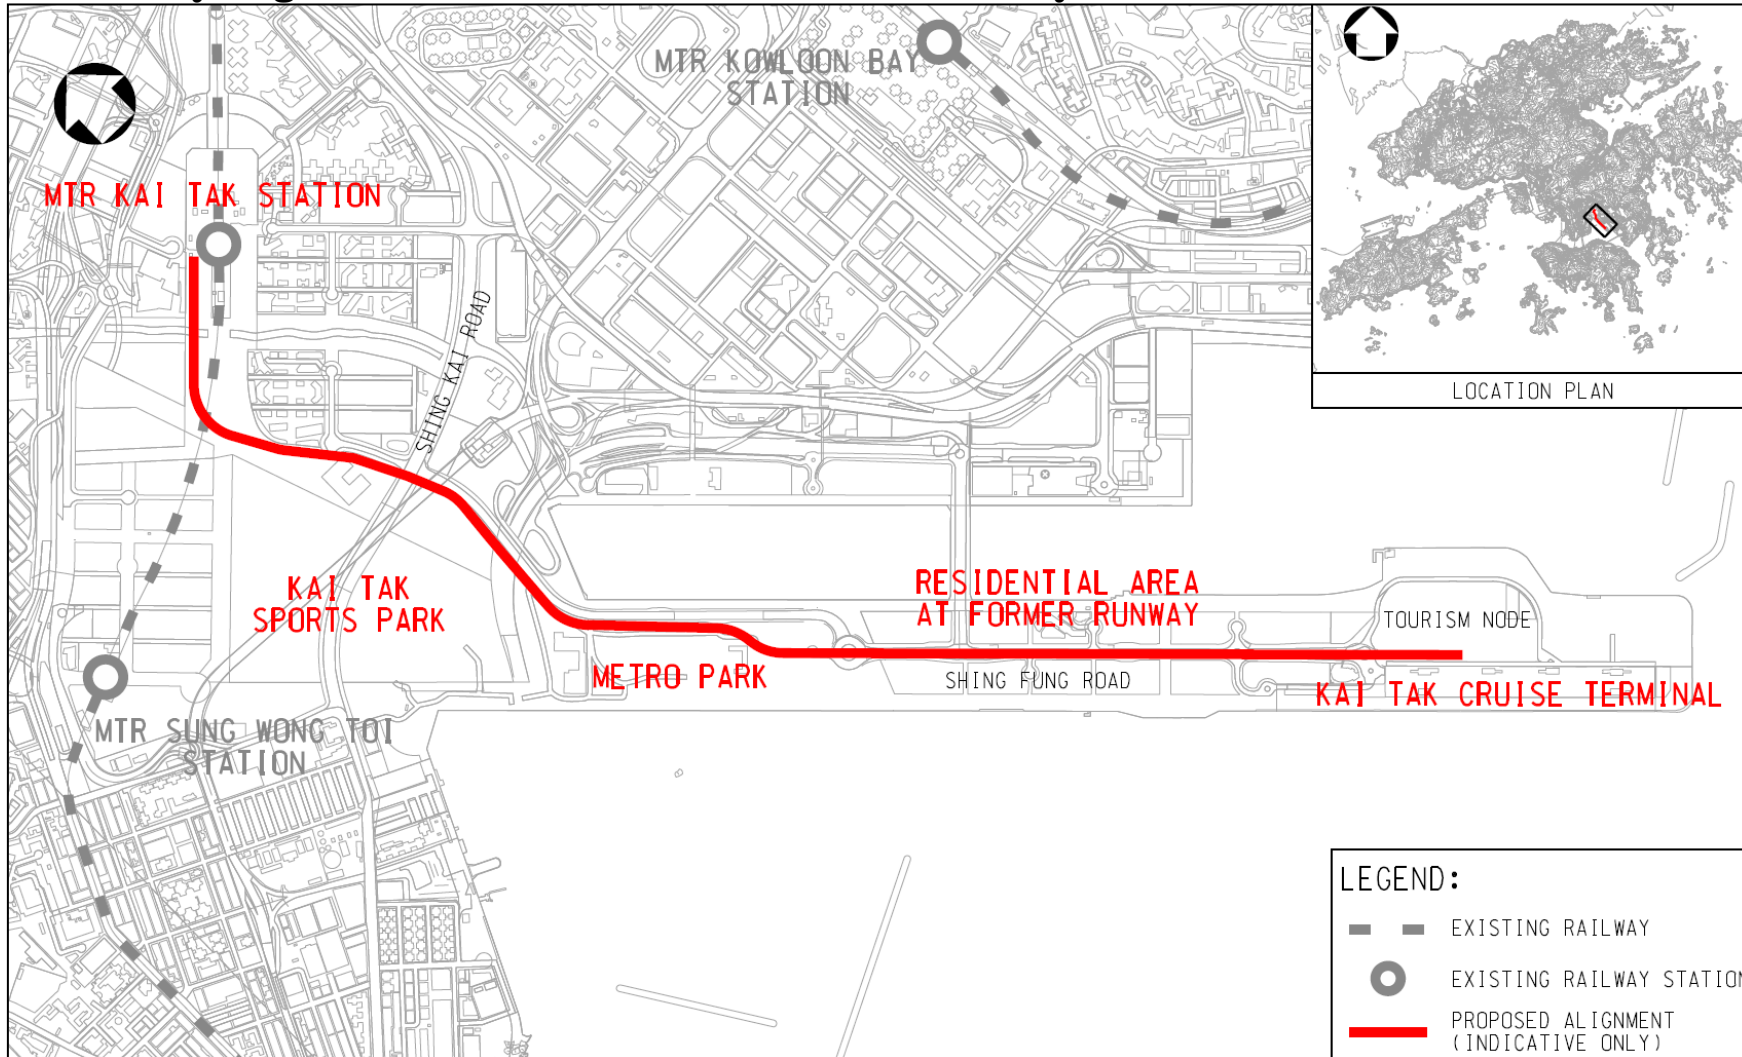 MTR KOWLOON BAY
STATION
MTR KAI TAK STATION
SHING KAI ROAD
LOCATION PLAN
KAI TAK
SPORTS PARK
RESIDENTIAL AREA
AT FORMER RUNWAY
TOURISM NODE
METRO PARK
SHING FUNG ROAD
KAI TAK CRUISE TERMINAL
MTR SUNG WONG TOI
STATION
LEGEND:
EXISTING RAILWAY
EXISTING RAILWAY STATION
PROPOSED ALIGNMENT
(INDICATIVE ONLY)